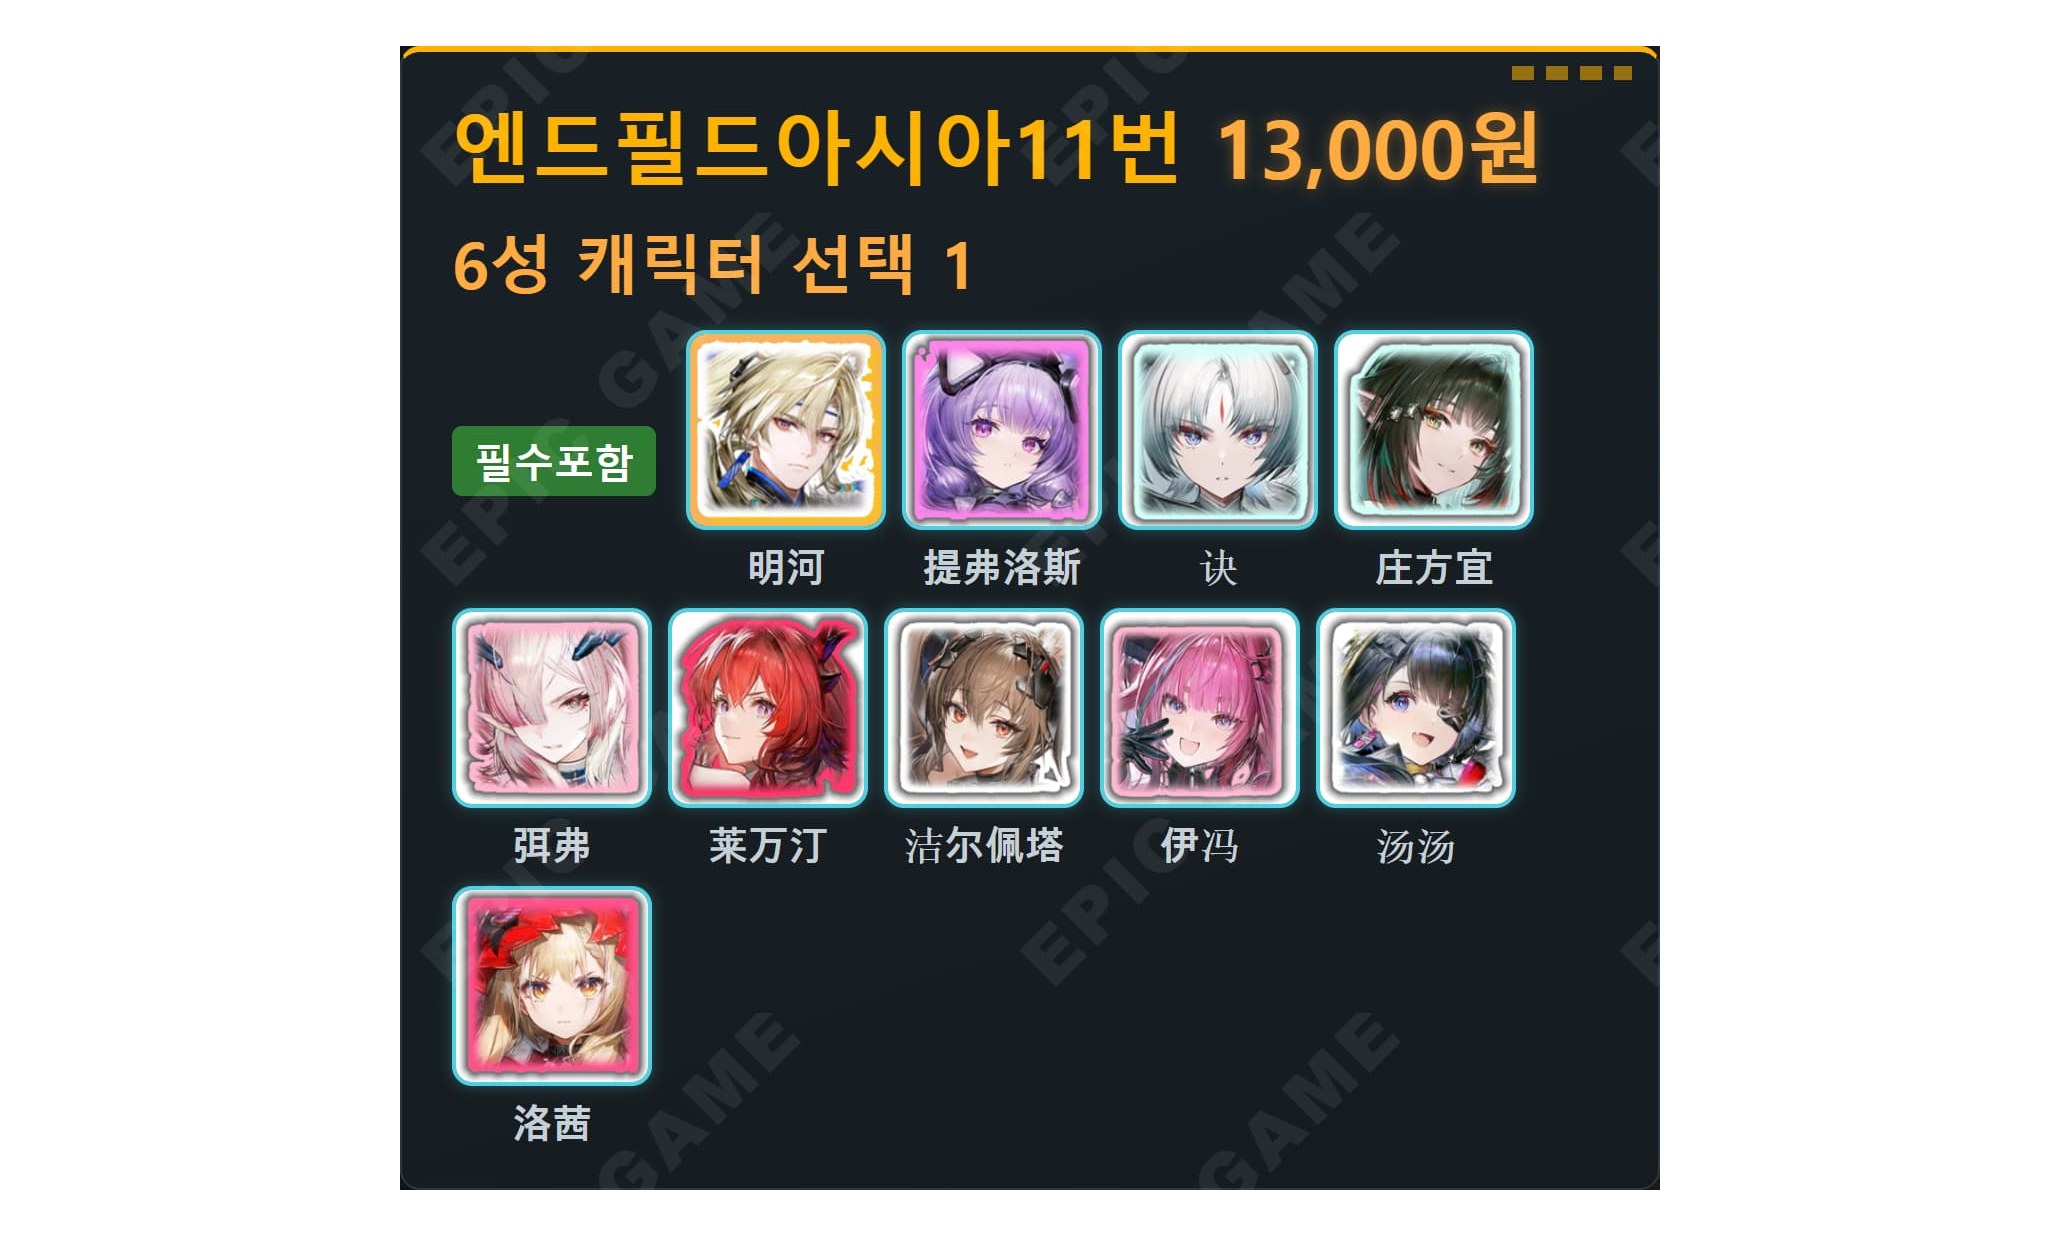 엔드필드아시아11번 13,000원
6성 캐릭터 선택 1
필수포함
明河 提弗洛斯 诀 庄方宜
弭弗 莱万汀 洁尔佩塔 伊冯 汤汤
洛茜
EPIC GAME